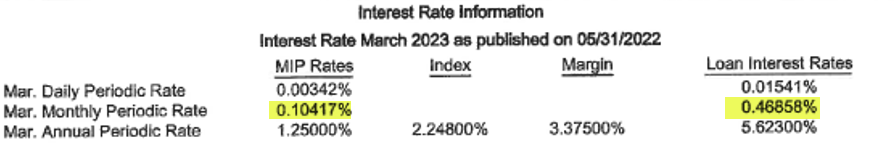 Interest Rate Information
Interest Rate March 2023 as published on 05/31/2022
MIP Rates Index Margin Loan Interest Rates
Mar. Daily Periodic Rate 0.00342% 0.01541%
Mar. Monthly Periodic Rate 0.10417% 0.46858%
Mar. Annual Periodic Rate 1.25000% 2.24800% 3.37500% 5.62300%